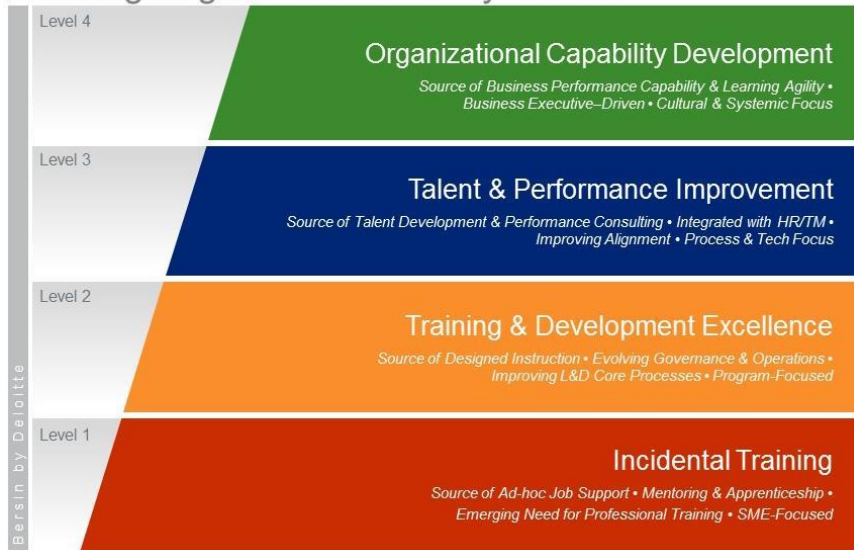 Level 4
Organizational Capability Development
Source of Business Performance Capability & Learning Agility •
Business Executive–Driven • Cultural & Systemic Focus
Level 3
Talent & Performance Improvement
Source of Talent Development & Performance Consulting • Integrated with HR/TM •
Improving Alignment • Process & Tech Focus
Level 2
Training & Development Excellence
Source of Designed Instruction • Evolving Governance & Operations •
Improving L&D Core Processes • Program-Focused
Level 1
Incidental Training
Source of Ad-hoc Job Support • Mentoring & Apprenticeship •
Emerging Need for Professional Training • SME-Focused
Bersin by Deloitte